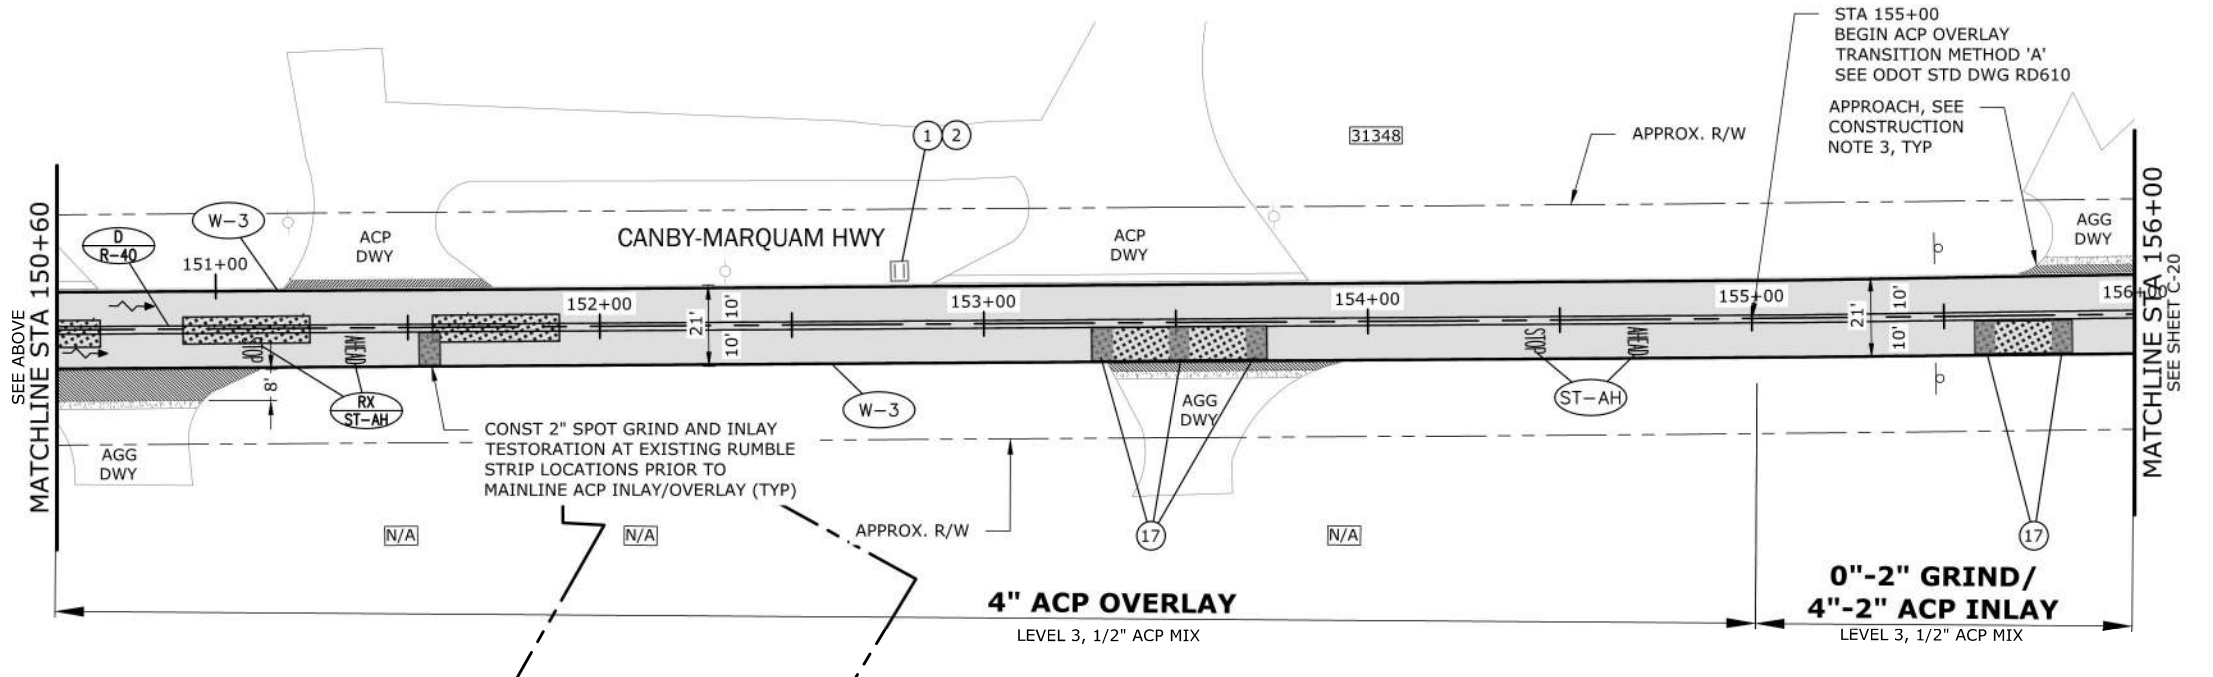 STA 155+00
BEGIN ACP OVERLAY
TRANSITION METHOD 'A'
SEE ODOT STD DWG RD610
APPROACH, SEE
CONSTRUCTION
NOTE 3, TYP
31348
APPROX. R/W
1 2
SEE ABOVE
MATCHLINE STA 150+60
W-3
D
R-40
151+00
ACP
DWY
CANBY-MARQUAM HWY
ACP
DWY
AGG
DWY
MATCHLINE STA 156+00
SEE SHEET C-20
152+00
21'
10'
10'
153+00
154+00
155+00
21'
10'
10'
156+00
STOP
AHEAD
STOP
AHEAD
8'
RX
ST-AH
W-3
AGG
DWY
ST-AH
AGG
DWY
CONST 2" SPOT GRIND AND INLAY
TESTORATION AT EXISTING RUMBLE
STRIP LOCATIONS PRIOR TO
MAINLINE ACP INLAY/OVERLAY (TYP)
N/A
N/A
APPROX. R/W
17
N/A
17
4" ACP OVERLAY
LEVEL 3, 1/2" ACP MIX
0"-2" GRIND/
4"-2" ACP INLAY
LEVEL 3, 1/2" ACP MIX